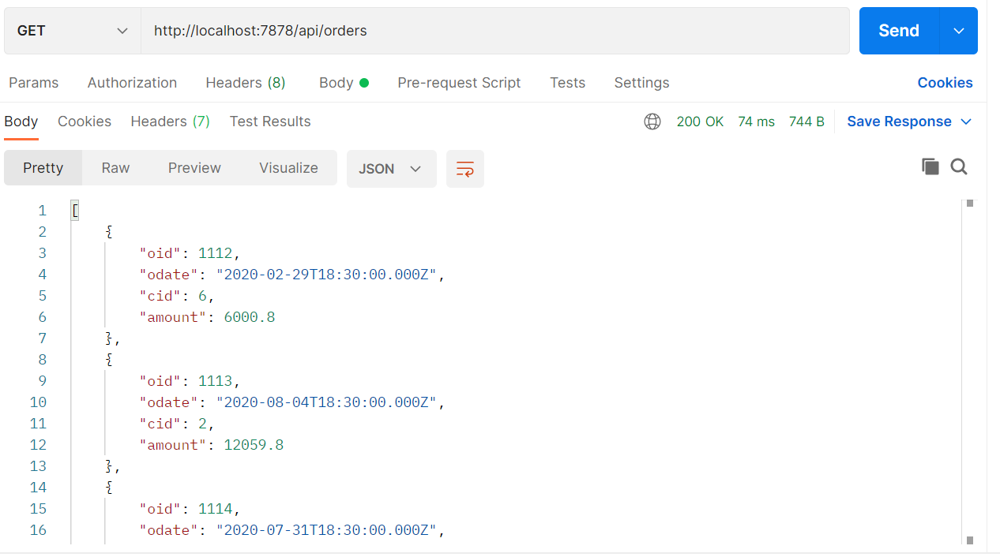 GET http://localhost:7878/api/orders Send
Params Authorization Headers (8) Body Pre-request Script Tests Settings Cookies
Body Cookies Headers (7) Test Results 200 OK 74 ms 744 B Save Response
Pretty Raw Preview Visualize JSON
1 [
2 {
3 "oid": 1112,
4 "odate": "2020-02-29T18:30:00.000Z",
5 "cid": 6,
6 "amount": 6000.8
7 },
8 {
9 "oid": 1113,
10 "odate": "2020-08-04T18:30:00.000Z",
11 "cid": 2,
12 "amount": 12059.8
13 },
14 {
15 "oid": 1114,
16 "odate": "2020-07-31T18:30:00.000Z",